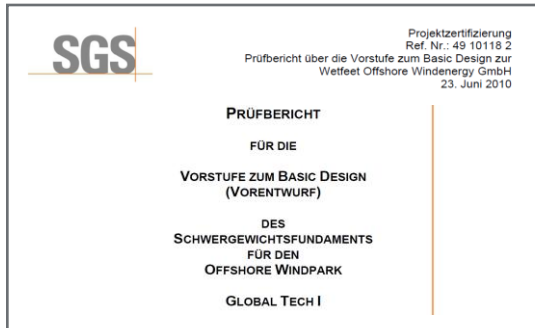 SGS
Projektzertifizierung
Ref. Nr.: 49 10118 2
Prüfbericht über die Vorstufe zum Basic Design zur
Wetfeet Offshore Windenergy GmbH
23. Juni 2010
PRÜFBERICHT
FÜR DIE
VORSTUFE ZUM BASIC DESIGN
(VORENTWURF)
DES
SCHWERGEWICHTSFUNDAMENTS
FÜR DEN
OFFSHORE WINDPARK
GLOBAL TECH I